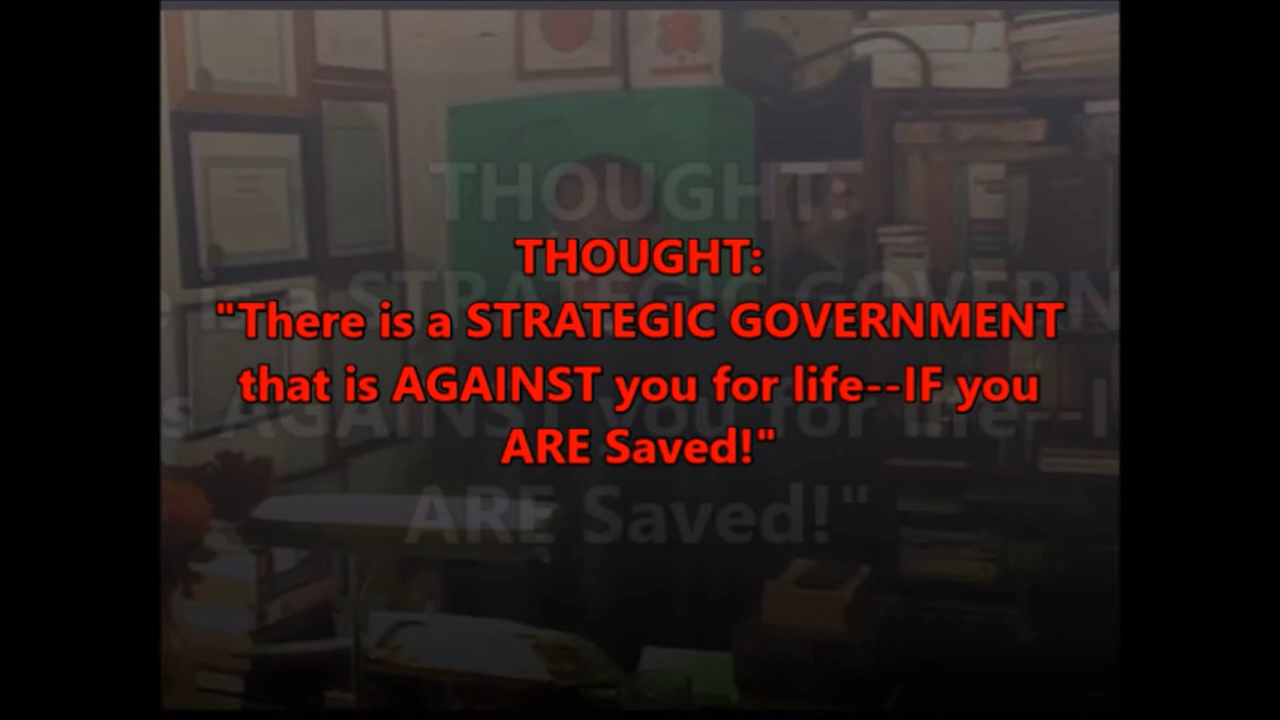 THOUGHT:
"There is a STRATEGIC GOVERNMENT
that is AGAINST you for life--IF you
ARE Saved!"